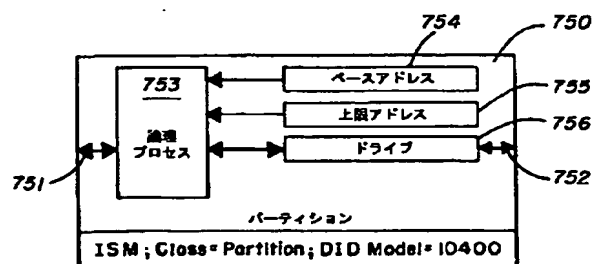 754
750
753
ベースアドレス
755
上限アドレス
論理
プロセス
756
ドライブ
751
752
パーティション
ISM; Class= Partition; DID Model= 10400